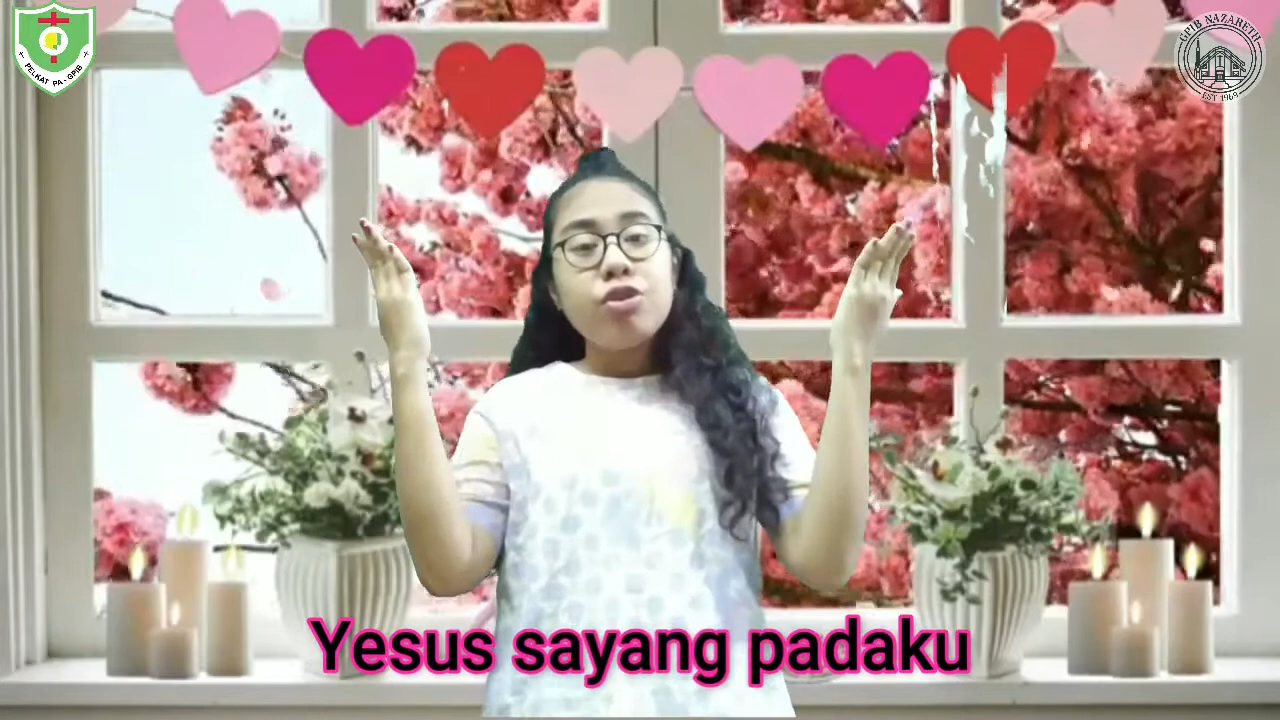 PELKAT PA - GPIB
GPIB NAZARETH
EST 1969
Yesus sayang padaku